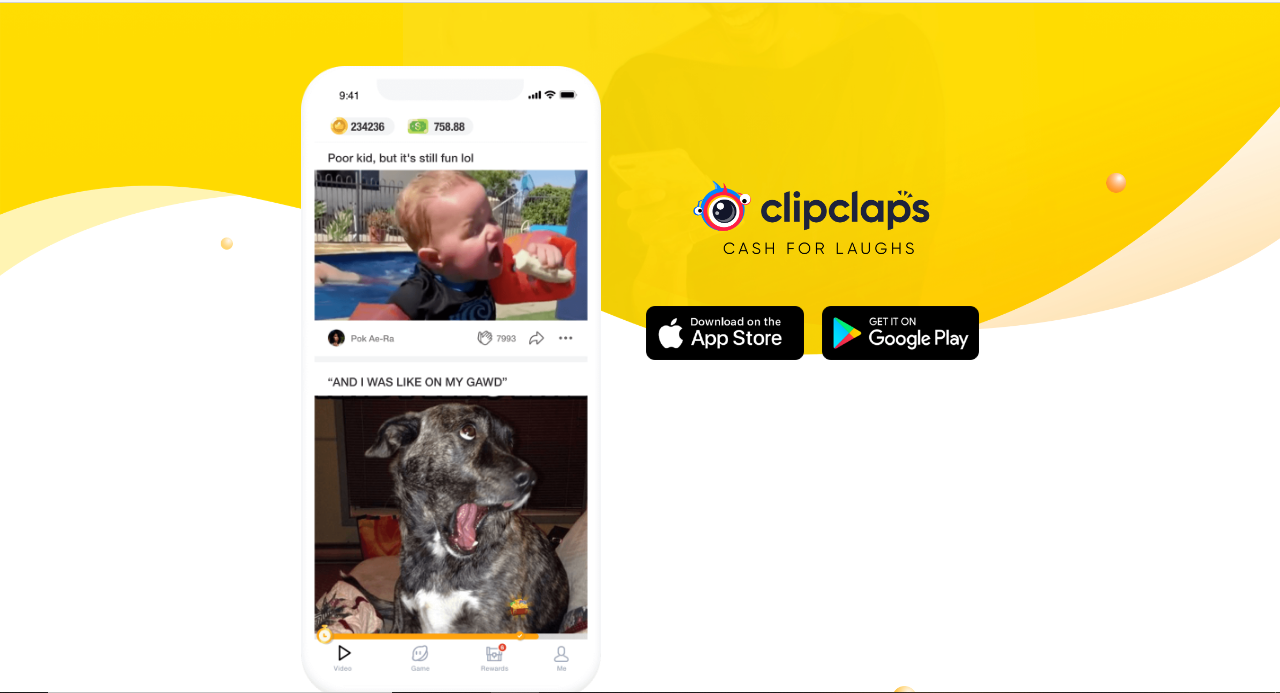 9:41
234236 758.88
Poor kid, but it's still fun lol
Pok Ae-Ra 7993
“AND I WAS LIKE ON MY GAWD”
Video Game Rewards Me
clipclaps
CASH FOR LAUGHS
Download on the
App Store
GET IT ON
Google Play